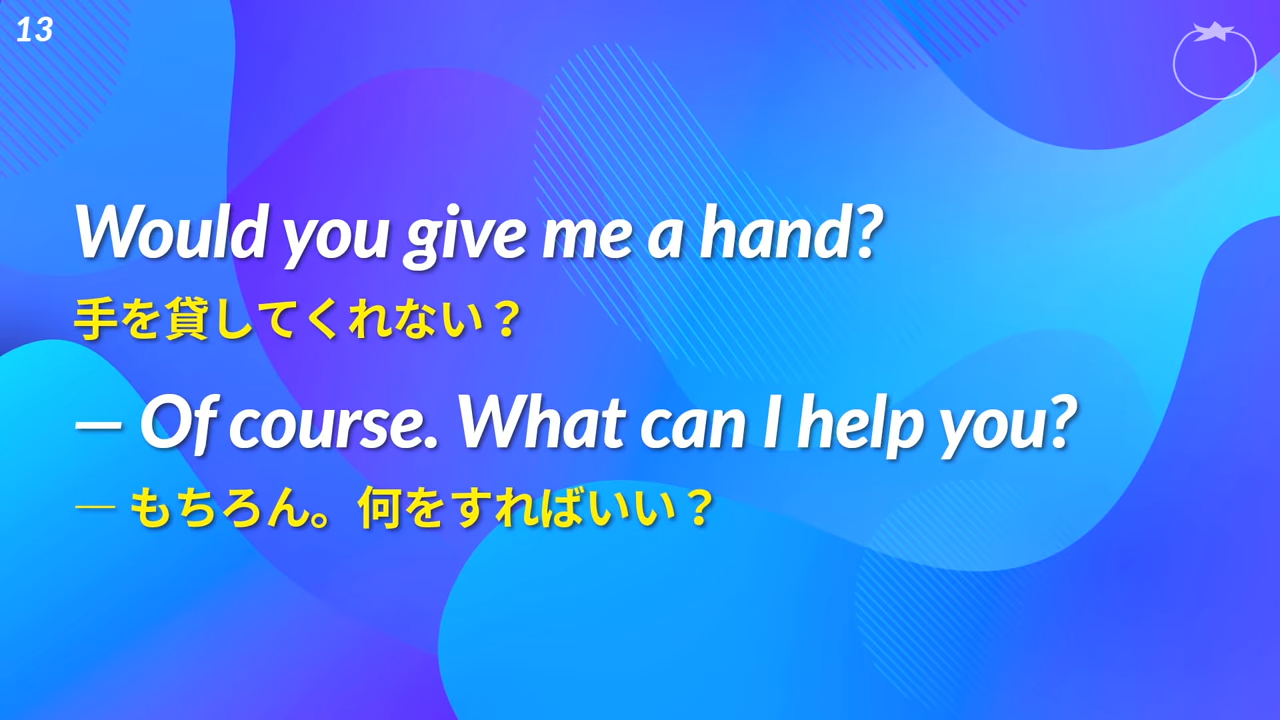 13
Would you give me a hand?
手を貸してくれない？
— Of course. What can I help you?
— もちろん。何をすればいい？